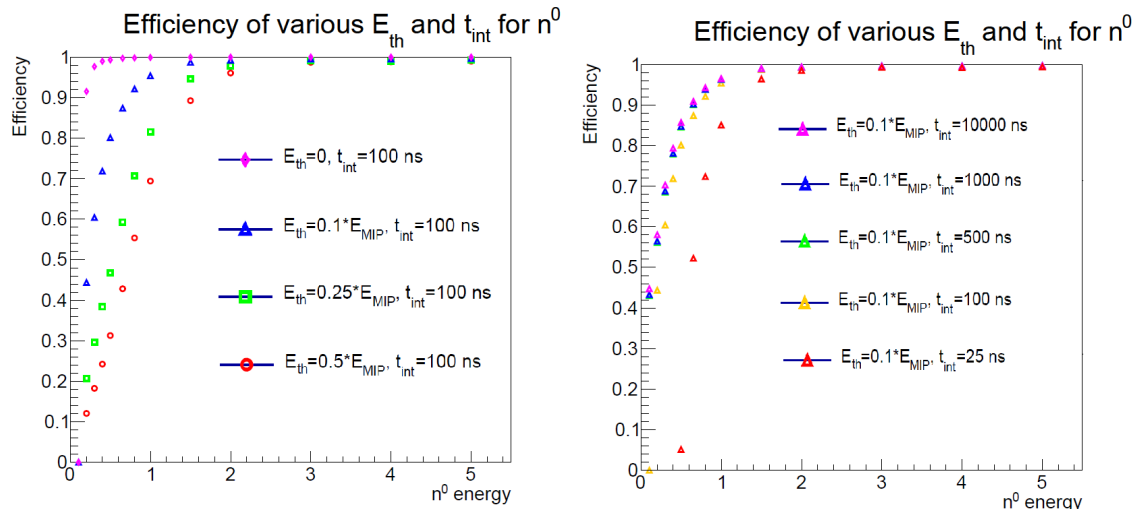 Efficiency of various E_th and t_int for n^0
Efficiency
1
0.9
0.8
0.7
0.6
0.5
0.4
0.3
0.2
0.1
0
E_th=0, t_int=100 ns
E_th=0.1*E_MIP, t_int=100 ns
E_th=0.25*E_MIP, t_int=100 ns
E_th=0.5*E_MIP, t_int=100 ns
0 1 2 3 4 5
n^0 energy
Efficiency of various E_th and t_int for n^0
Efficiency
1
0.9
0.8
0.7
0.6
0.5
0.4
0.3
0.2
0.1
0
E_th=0.1*E_MIP, t_int=10000 ns
E_th=0.1*E_MIP, t_int=1000 ns
E_th=0.1*E_MIP, t_int=500 ns
E_th=0.1*E_MIP, t_int=100 ns
E_th=0.1*E_MIP, t_int=25 ns
0 1 2 3 4 5
n^0 energy